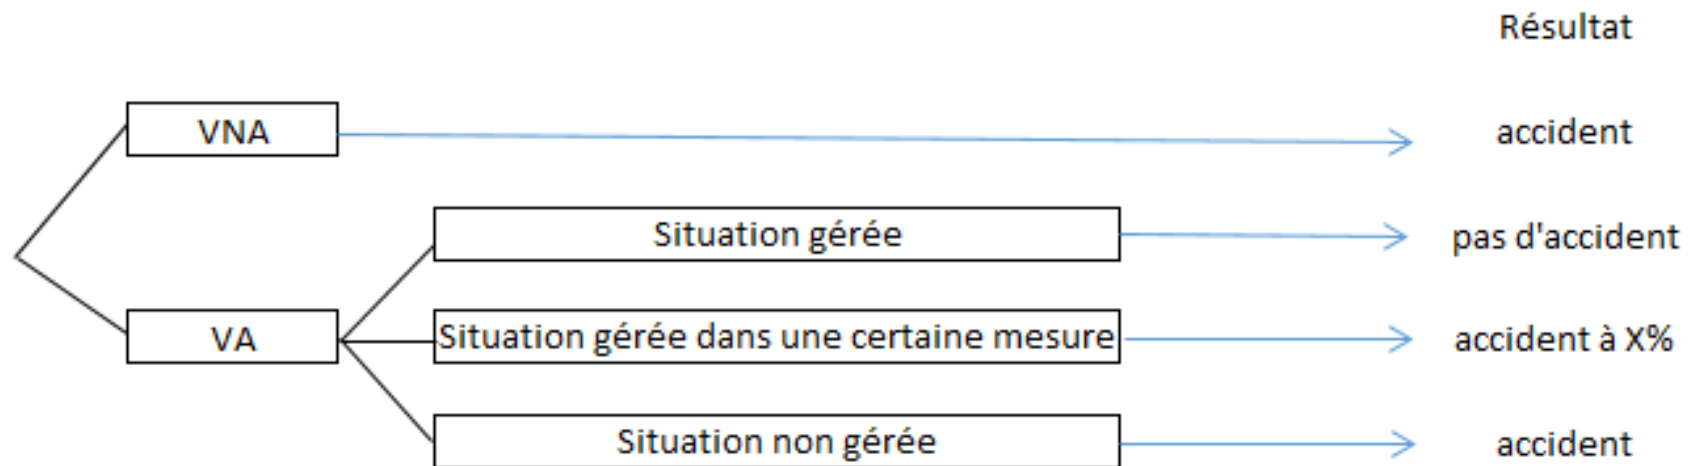 Résultat
VNA
accident
Situation gérée
pas d'accident
VA
Situation gérée dans une certaine mesure
accident à X%
Situation non gérée
accident